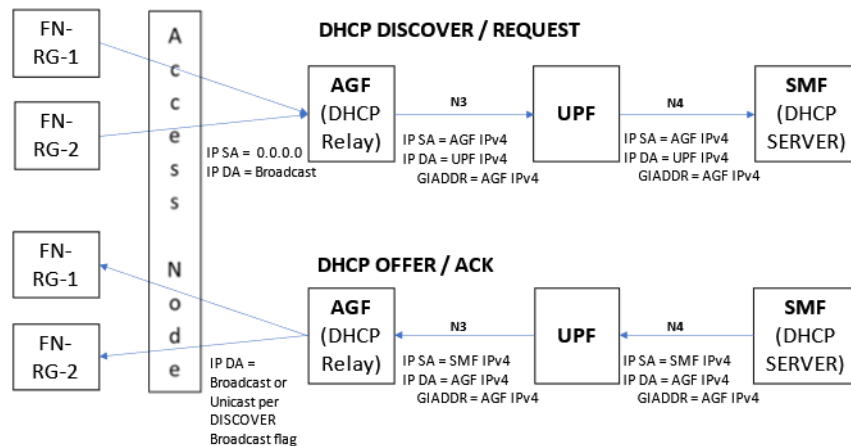 FN-
RG-1
FN-
RG-2
Access Node
DHCP DISCOVER / REQUEST
AGF
(DHCP
Relay)
N3
UPF
N4
SMF
(DHCP
SERVER)
IP SA = 0.0.0.0
IP DA = Broadcast
IP SA = AGF IPv4
IP DA = UPF IPv4
GIADDR = AGF IPv4
IP SA = AGF IPv4
IP DA = UPF IPv4
GIADDR = AGF IPv4
FN-
RG-1
FN-
RG-2
DHCP OFFER / ACK
AGF
(DHCP
Relay)
N3
UPF
N4
SMF
(DHCP
SERVER)
IP DA =
Broadcast or
Unicast per
DISCOVER
Broadcast flag
IP SA = SMF IPv4
IP DA = AGF IPv4
GIADDR = AGF IPv4
IP SA = SMF IPv4
IP DA = AGF IPv4
GIADDR = AGF IPv4